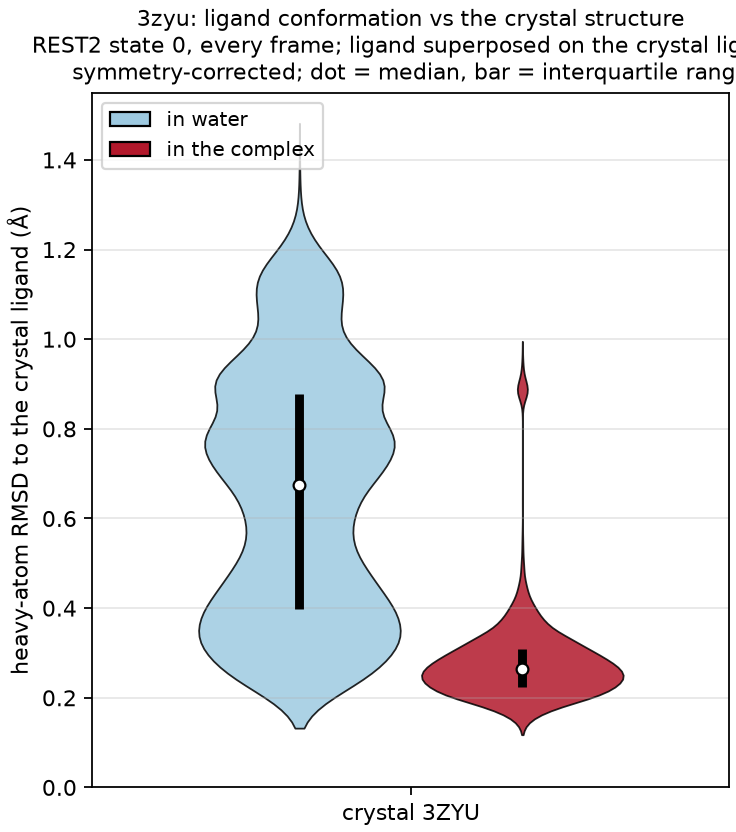 3zyu: ligand conformation vs the crystal structure
REST2 state 0, every frame; ligand superposed on the crystal lig
symmetry-corrected; dot = median, bar = interquartile rang
in water
in the complex
heavy-atom RMSD to the crystal ligand (Å)
1.4
1.2
1.0
0.8
0.6
0.4
0.2
0.0
crystal 3ZYU